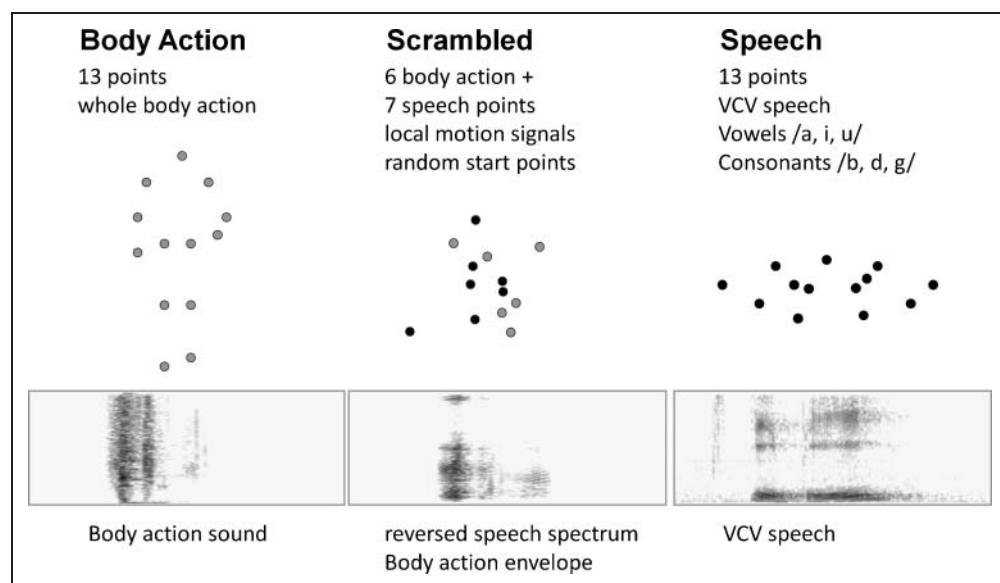 Body Action
13 points
whole body action
Scrambled
6 body action +
7 speech points
local motion signals
random start points
Speech
13 points
VCV speech
Vowels /a, i, u/
Consonants /b, d, g/
Body action sound
reversed speech spectrum
Body action envelope
VCV speech